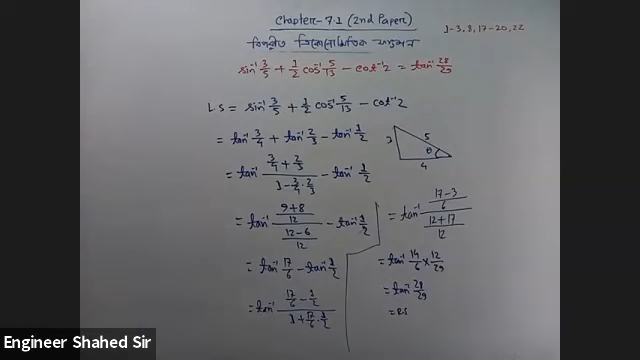 Chapter-7.1 (2nd Paper)
1-3, 8, 17-20, 22
বিপরীত ত্রিকোণোমিতিক ফাংশন
sin⁻¹ 3/5 + 1/2 cos⁻¹ 5/13 - cot⁻¹ 2 = tan⁻¹ 28/29
L.S = sin⁻¹ 3/5 + 1/2 cos⁻¹ 5/13 - cot⁻¹ 2
= tan⁻¹ 3/4 + tan⁻¹ 2/3 - tan⁻¹ 1/2
3 5 θ 4
= tan⁻¹ (3/4 + 2/3)/(1 - 3/4 · 2/3) - tan⁻¹ 1/2
= tan⁻¹ ((9+8)/12)/((12-6)/12) - tan⁻¹ 1/2
= tan⁻¹ 17/6 - tan⁻¹ 1/2
= tan⁻¹ (17/6 - 1/2)/(1 + 17/6 · 1/2)
= tan⁻¹ ((17-3)/6)/((12+17)/12)
= tan⁻¹ 14/6 × 12/29
= tan⁻¹ 28/29
= RS
Engineer Shahed Sir